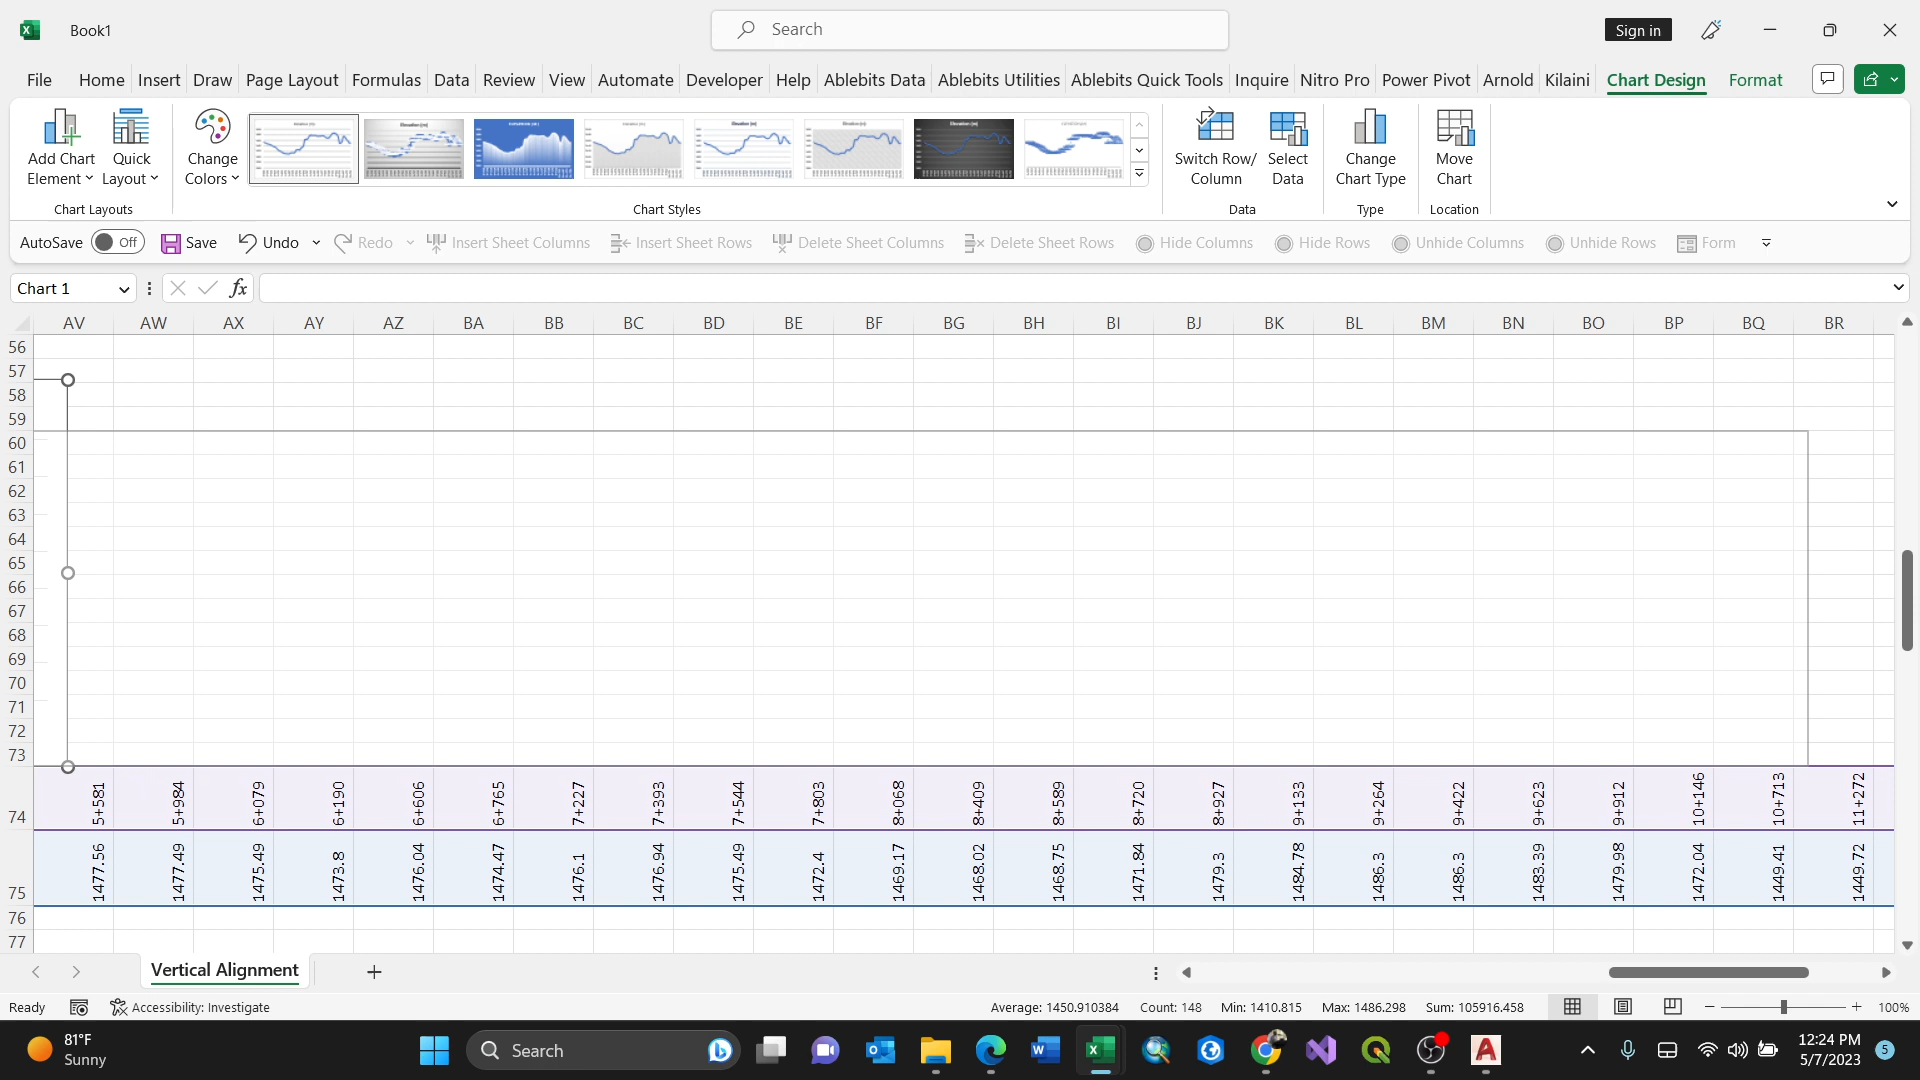 Book1
Search
Sign in
File Home Insert Draw Page Layout Formulas Data Review View Automate Developer Help Ablebits Data Ablebits Utilities Ablebits Quick Tools Inquire Nitro Pro Power Pivot Arnold Kilaini Chart Design Format
Add Chart Element
Quick Layout
Chart Layouts
Change Colors
Chart Styles
Switch Row/ Column
Select Data
Data
Change Chart Type
Type
Move Chart
Location
AutoSave Off Save Undo Redo Insert Sheet Columns Insert Sheet Rows Delete Sheet Columns Delete Sheet Rows Hide Columns Hide Rows Unhide Columns Unhide Rows Form
Chart 1
fx
AV AW AX AY AZ BA BB BC BD BE BF BG BH BI BJ BK BL BM BN BO BP BQ BR
56
57
58
59
60
61
62
63
64
65
66
67
68
69
70
71
72
73
74 5+581 5+984 6+079 6+190 6+606 6+765 7+227 7+393 7+544 7+803 8+068 8+409 8+589 8+720 8+927 9+133 9+264 9+422 9+623 9+912 10+146 10+713 11+272
75 1477.56 1477.49 1475.49 1473.8 1476.04 1474.47 1476.1 1476.94 1475.49 1472.4 1469.17 1468.02 1468.75 1471.84 1479.3 1484.78 1486.3 1486.3 1483.39 1479.98 1472.04 1449.41 1449.72
76
77
Vertical Alignment
Ready Accessibility: Investigate Average: 1450.910384 Count: 148 Min: 1410.815 Max: 1486.298 Sum: 105916.458 100%
81°F
Sunny
Search
12:24 PM
5/7/2023
5